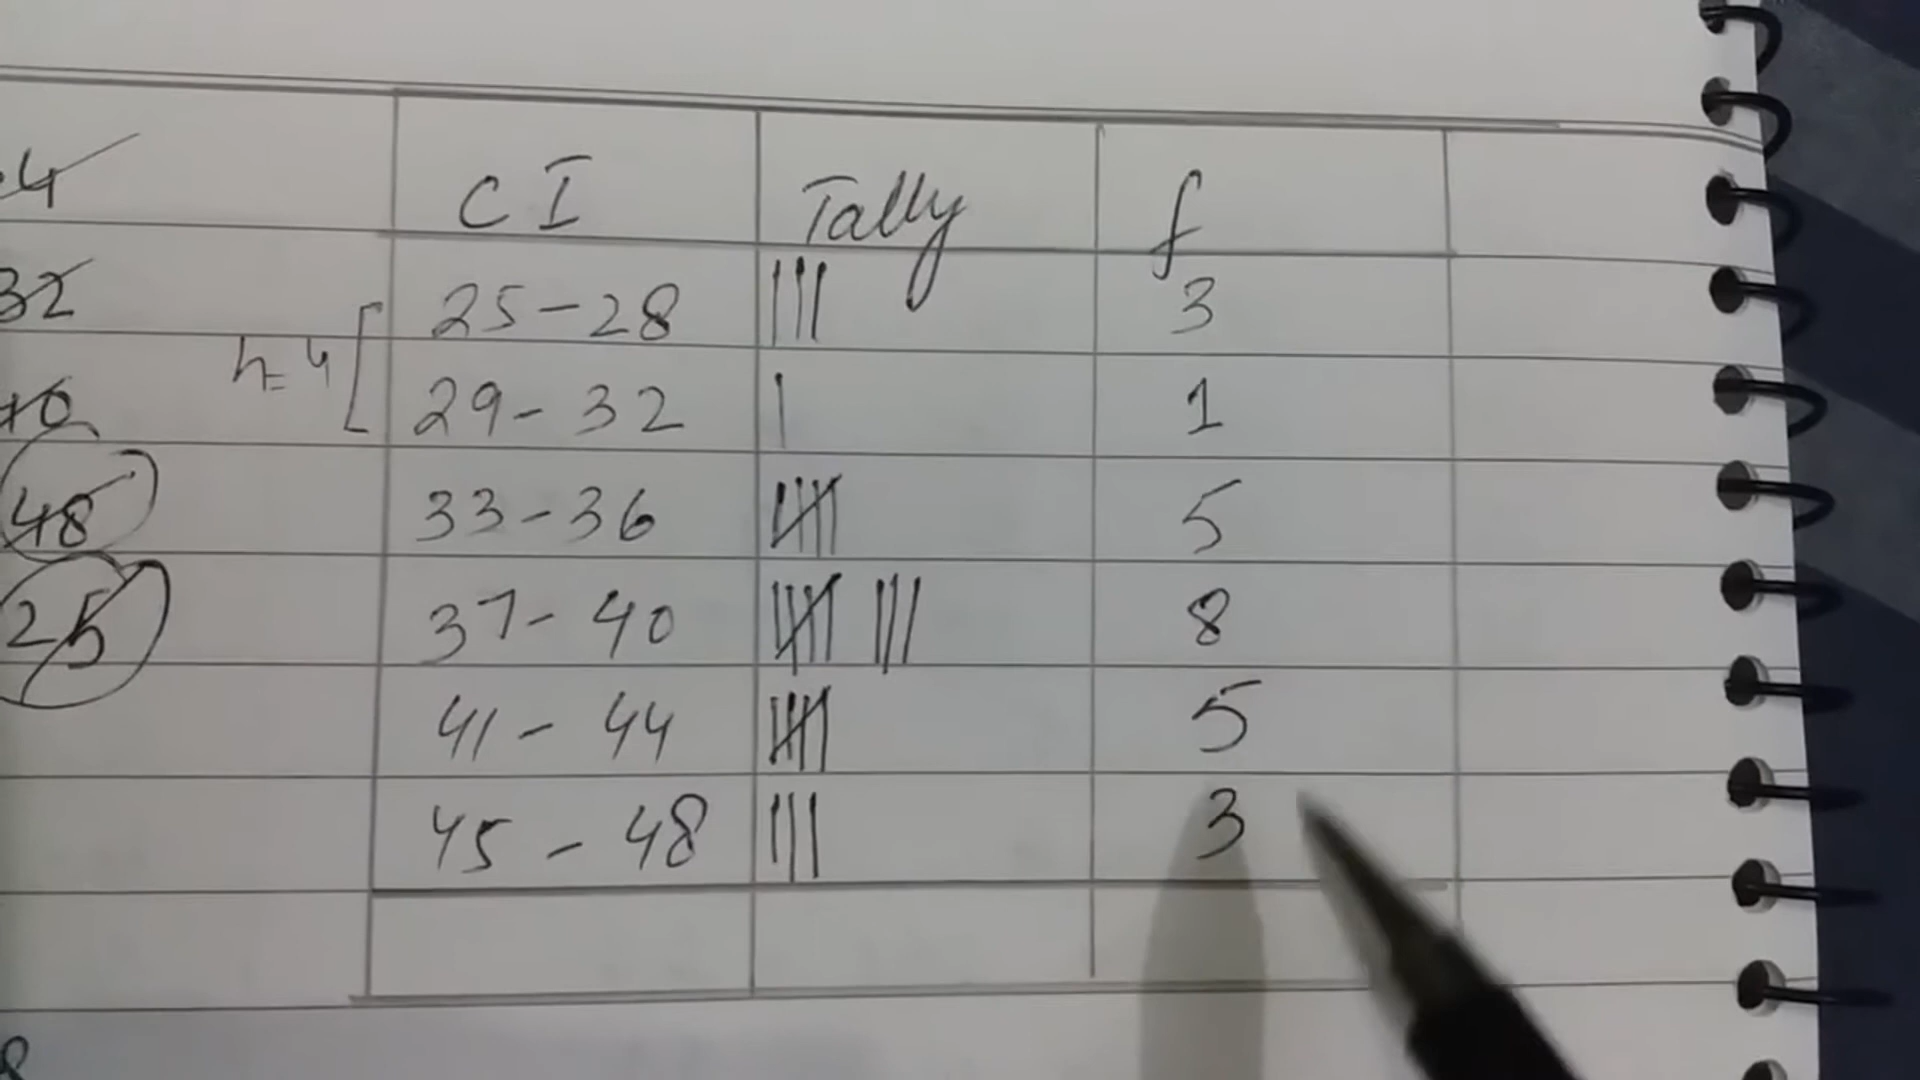 CI Tally f
32 25-28 ||| 3
h=4 29-32 | 1
48 33-36 |||| 5
25 37-40 |||| ||| 8
41-44 |||| 5
45-48 ||| 3